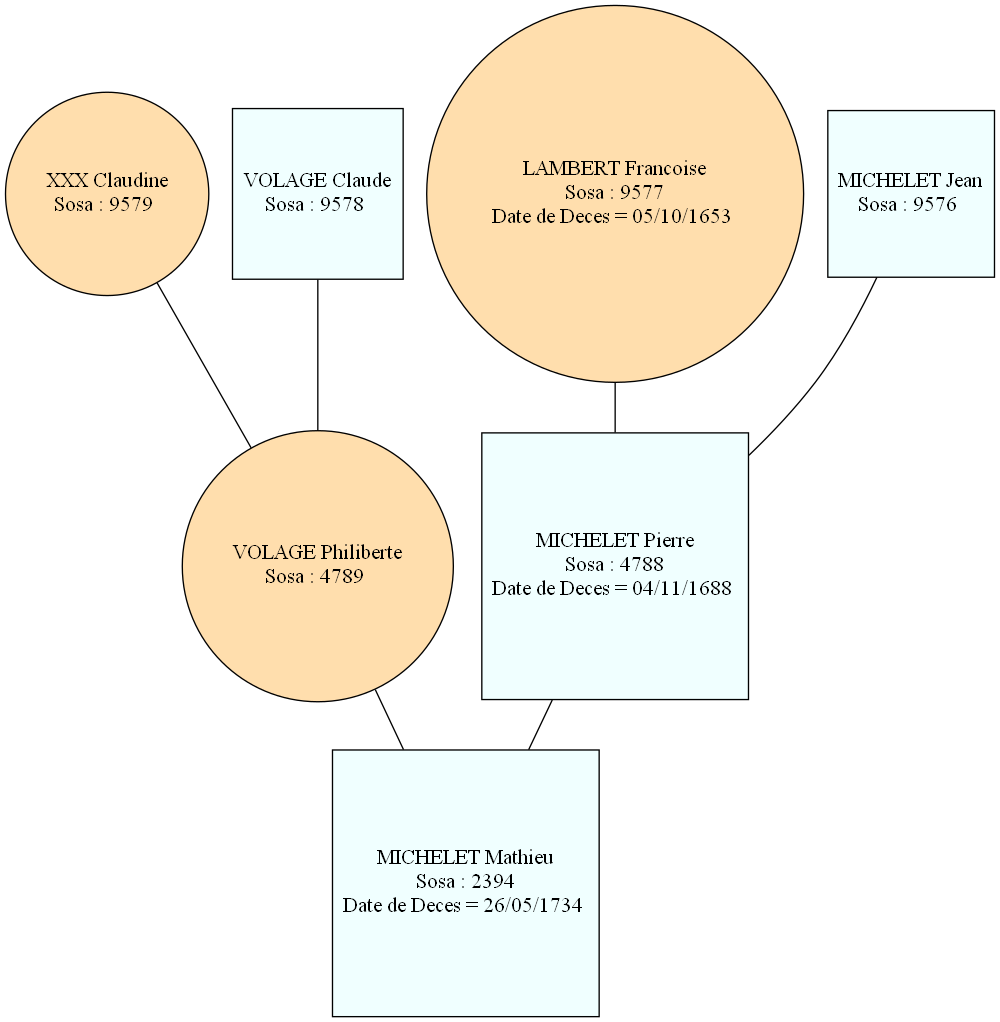 XXX Claudine
Sosa : 9579
VOLAGE Claude
Sosa : 9578
LAMBERT Francoise
Sosa : 9577
Date de Deces = 05/10/1653
MICHELET Jean
Sosa : 9576
VOLAGE Philiberte
Sosa : 4789
MICHELET Pierre
Sosa : 4788
Date de Deces = 04/11/1688
MICHELET Mathieu
Sosa : 2394
Date de Deces = 26/05/1734